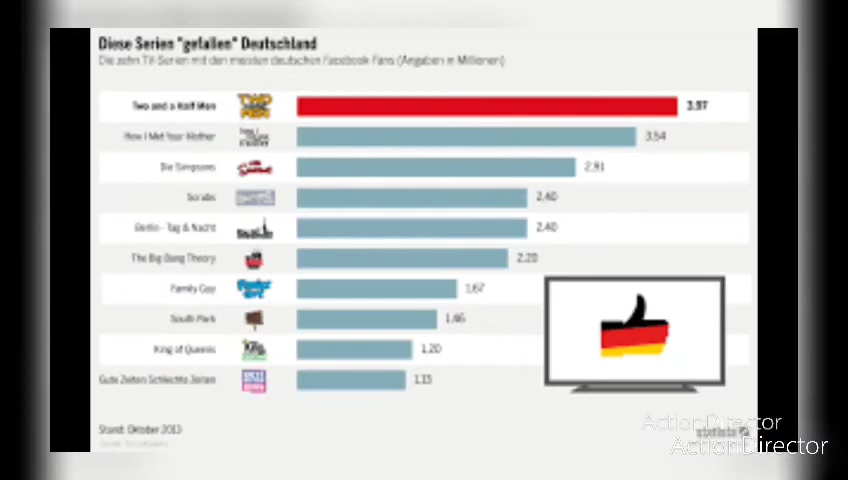 Diese Serien "gefallen" Deutschland
Die zehn TV-Serien mit den meisten deutschen Facebook-Fans (Angaben in Millionen)
Two and a Half Men 3.97
How I Met Your Mother 3.54
Die Simpsons 2.91
Scrubs 2.40
Berlin - Tag & Nacht 2.40
The Big Bang Theory 2.20
Family Guy 1.67
South Park 1.46
King of Queens 1.20
Gute Zeiten Schlechte Zeiten 1.13
Stand: Oktober 2013
statista
ActionDirector
ActionDirector